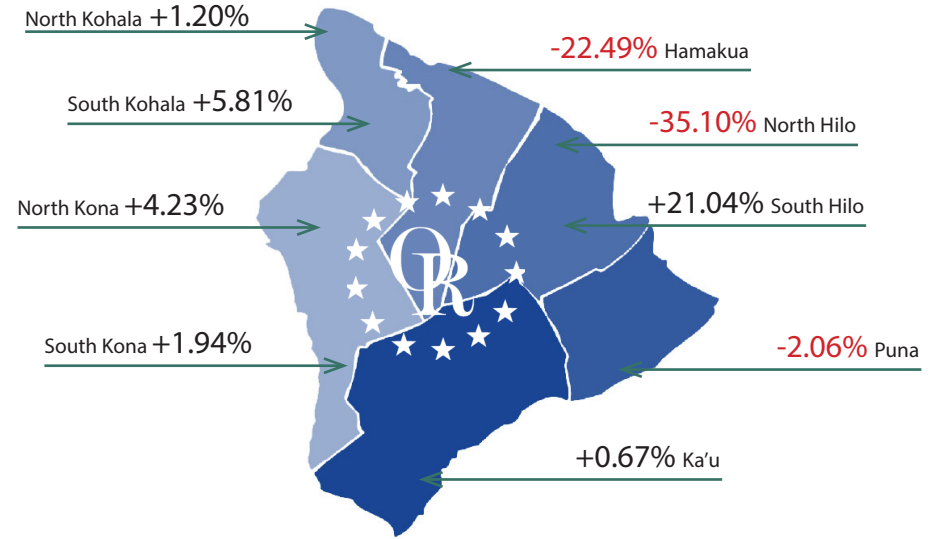 North Kohala +1.20%
-22.49% Hamakua
South Kohala +5.81%
-35.10% North Hilo
North Kona +4.23%
+21.04% South Hilo
OR
South Kona +1.94%
-2.06% Puna
+0.67% Ka'u